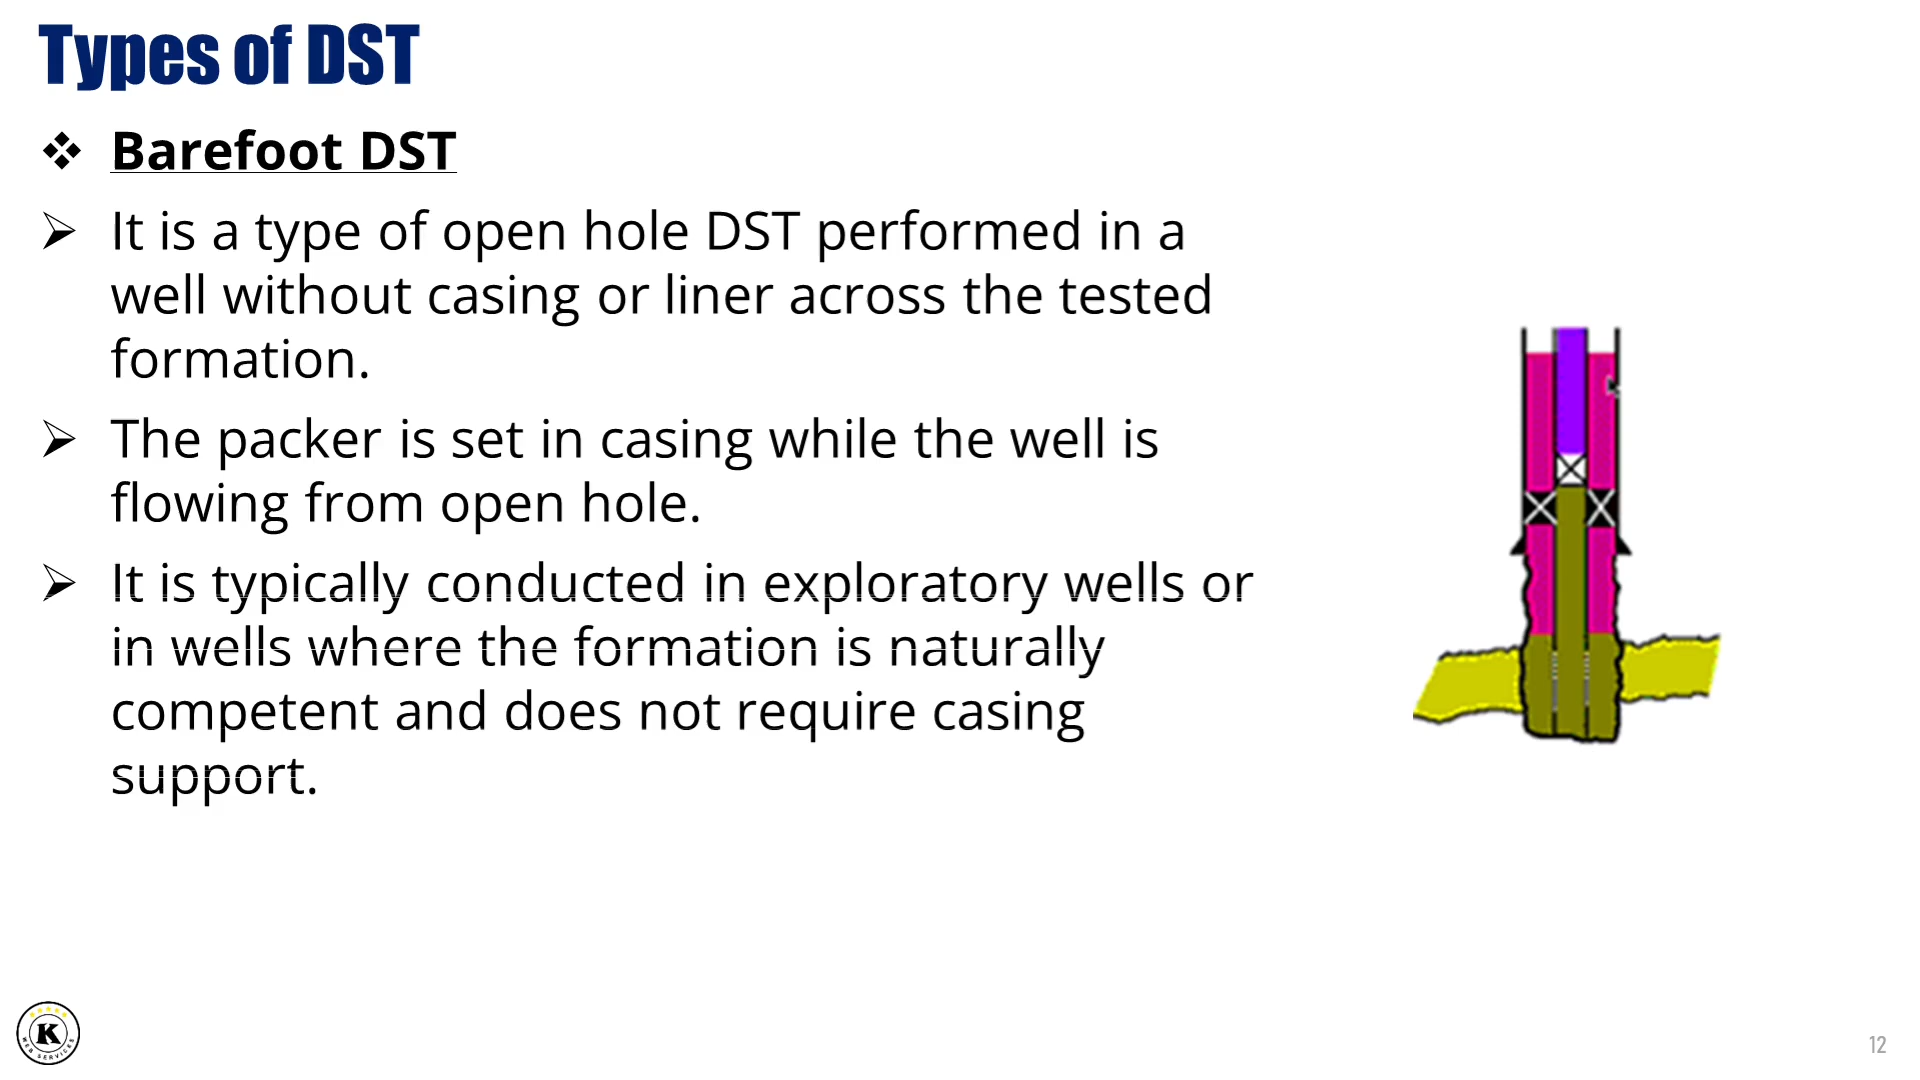 Types of DST
❖ Barefoot DST
➢ It is a type of open hole DST performed in a
well without casing or liner across the tested
formation.
➢ The packer is set in casing while the well is
flowing from open hole.
➢ It is typically conducted in exploratory wells or
in wells where the formation is naturally
competent and does not require casing
support.
K
WEB SERVICES
12